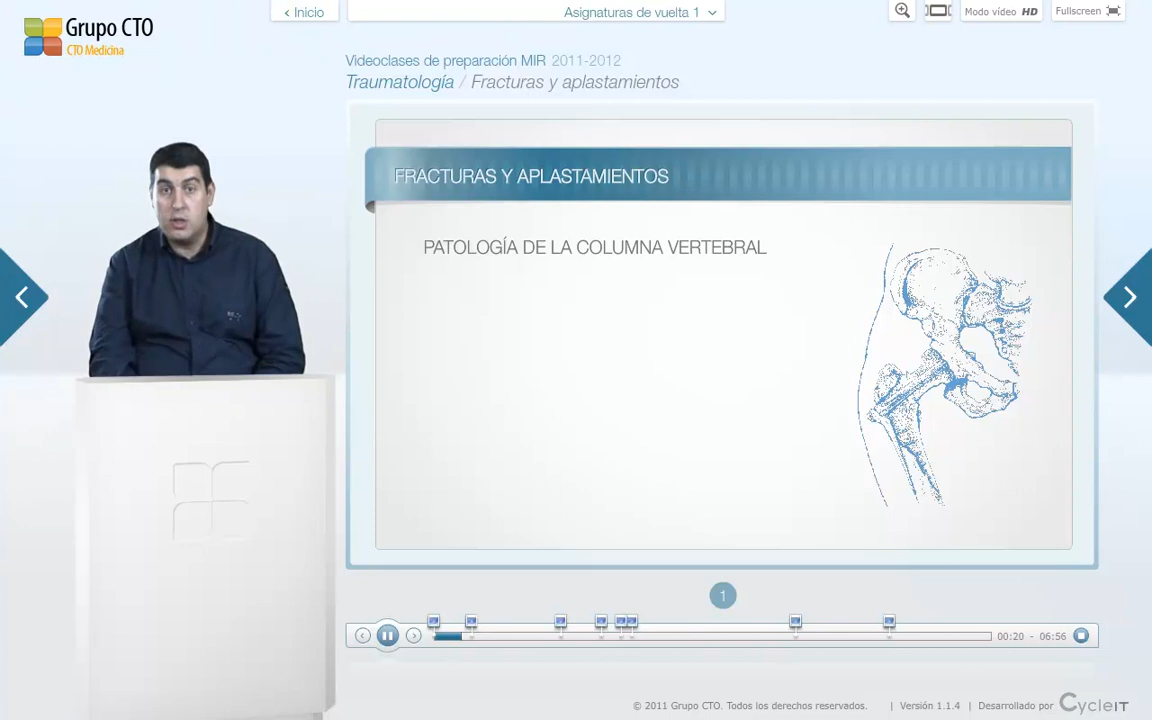 ‹ Inicio
Asignaturas de vuelta 1
Modo vídeo HD
Fullscreen
Grupo CTO
CTO Medicina
Videoclases de preparación MIR 2011-2012
Traumatología / Fracturas y aplastamientos
FRACTURAS Y APLASTAMIENTOS
PATOLOGÍA DE LA COLUMNA VERTEBRAL
1
00:20 - 06:56
© 2011 Grupo CTO. Todos los derechos reservados. | Versión 1.1.4 | Desarrollado por CycleIT